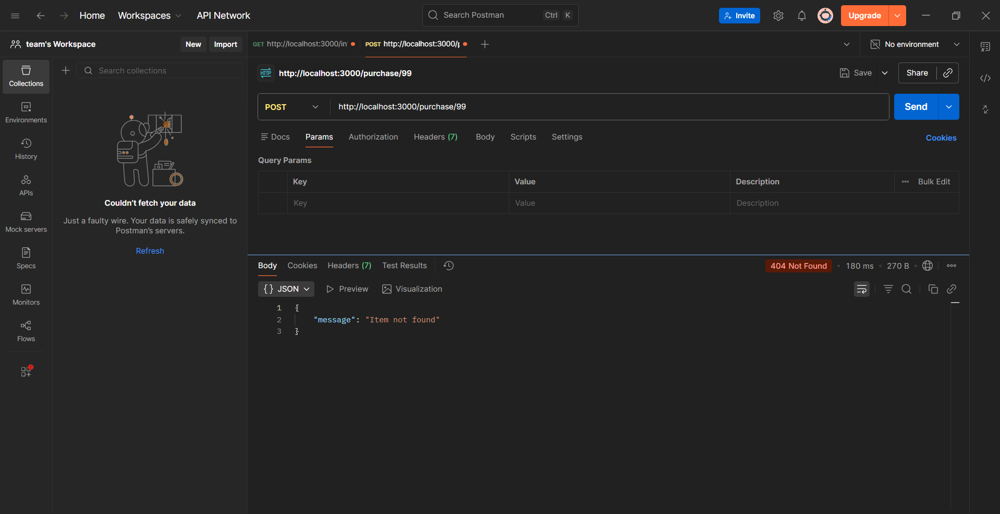 Home Workspaces API Network Search Postman Ctrl K Invite Upgrade
team's Workspace New Import
GET http://localhost:3000/in POST http://localhost:3000/p No environment
Collections
Environments
History
APIs
Mock servers
Specs
Monitors
Flows
Search collections
Couldn't fetch your data
Just a faulty wire. Your data is safely synced to
Postman's servers.
Refresh
HTTP http://localhost:3000/purchase/99 Save Share
POST http://localhost:3000/purchase/99 Send
Docs Params Authorization Headers (7) Body Scripts Settings Cookies
Query Params
Key Value Description Bulk Edit
Key Value Description
Body Cookies Headers (7) Test Results 404 Not Found 180 ms 270 B
{} JSON Preview Visualization
1 {
2 "message": "Item not found"
3 }